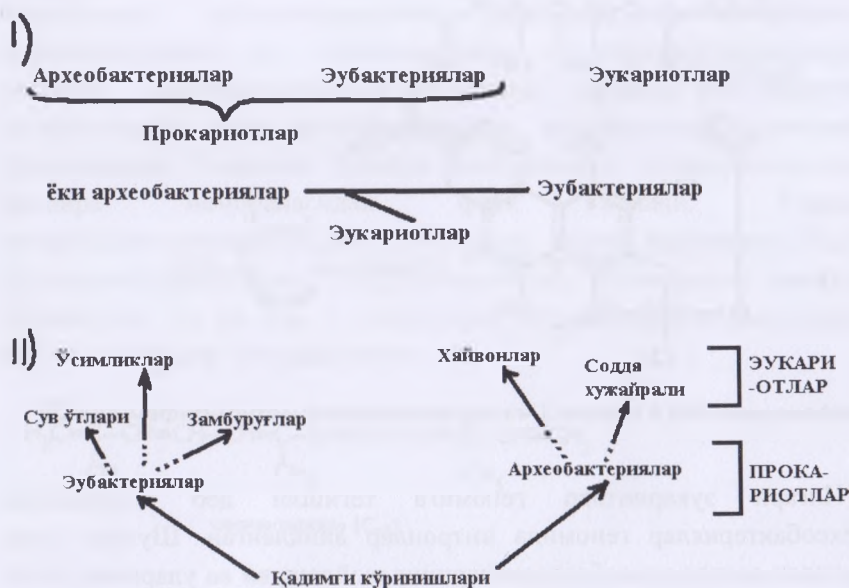 I)
Археобактериялар Эубактериялар Эукариотлар
Прокариотлар
ёки археобактериялар Эубактериялар
Эукариотлар
II)
Ўсимликлар Хайвонлар Содда хужайрали ЭУКАРИ-ОТЛАР
Сув ўтлари Замбуруғлар
Эубактериялар Археобактериялар ПРОКА-РИОТЛАР
Қадимги кўринишлари